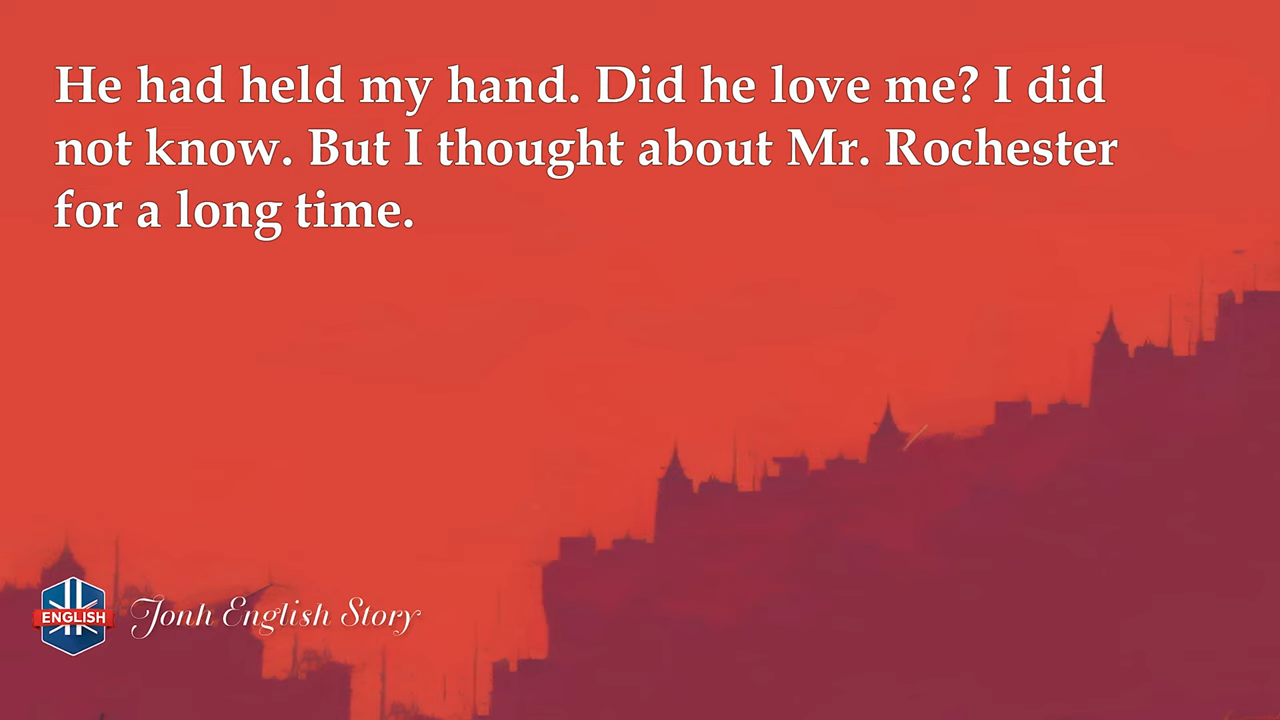 He had held my hand. Did he love me? I did
not know. But I thought about Mr. Rochester
for a long time.
ENGLISH
Jonh English Story